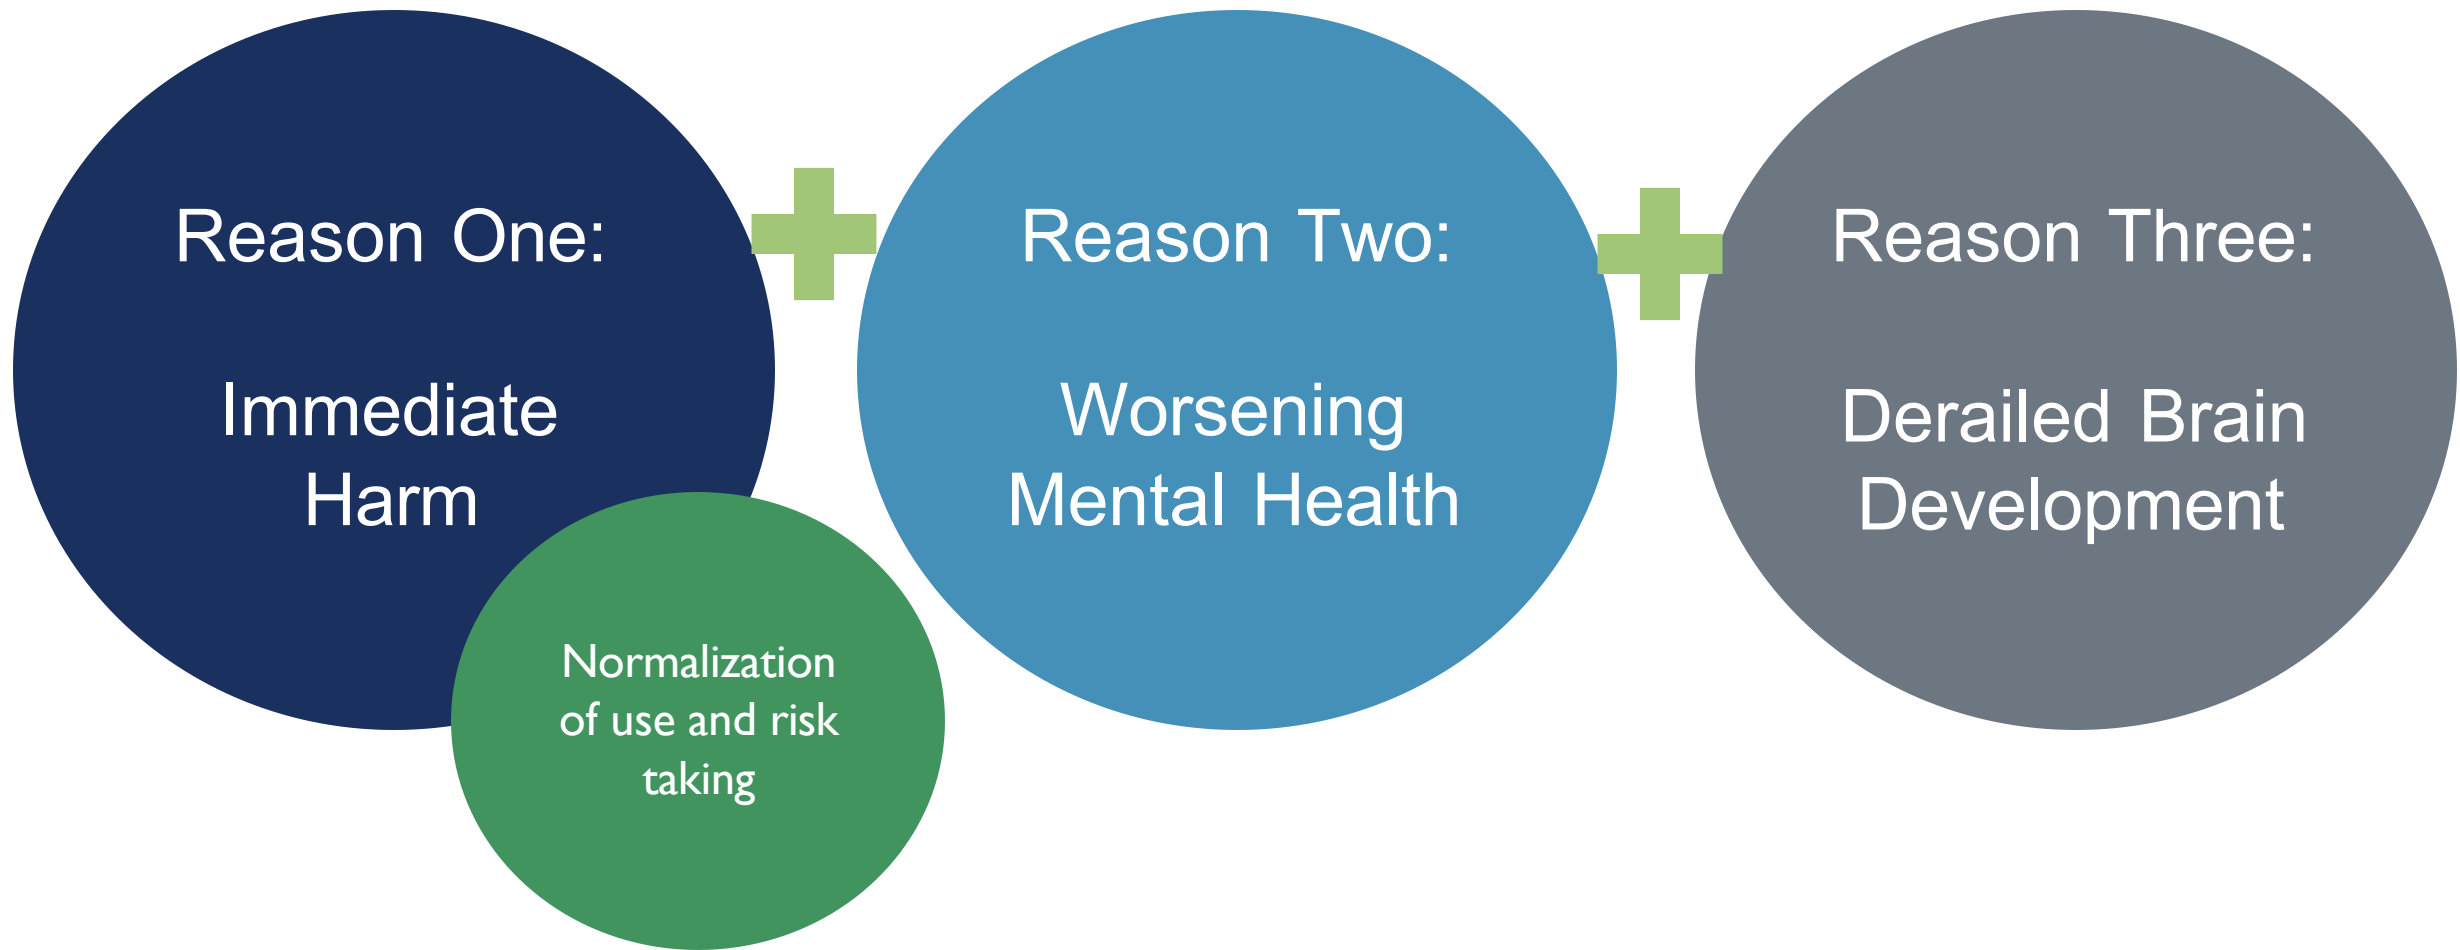 Reason One:
Immediate
Harm
Normalization
of use and risk
taking
Reason Two:
Worsening
Mental Health
Reason Three:
Derailed Brain
Development